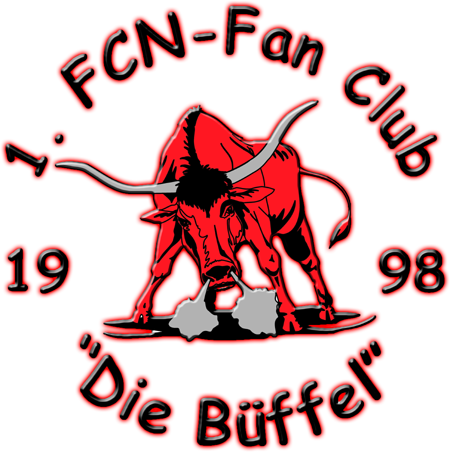 1. FCN-Fan Club
19 98
"Die Büffel"